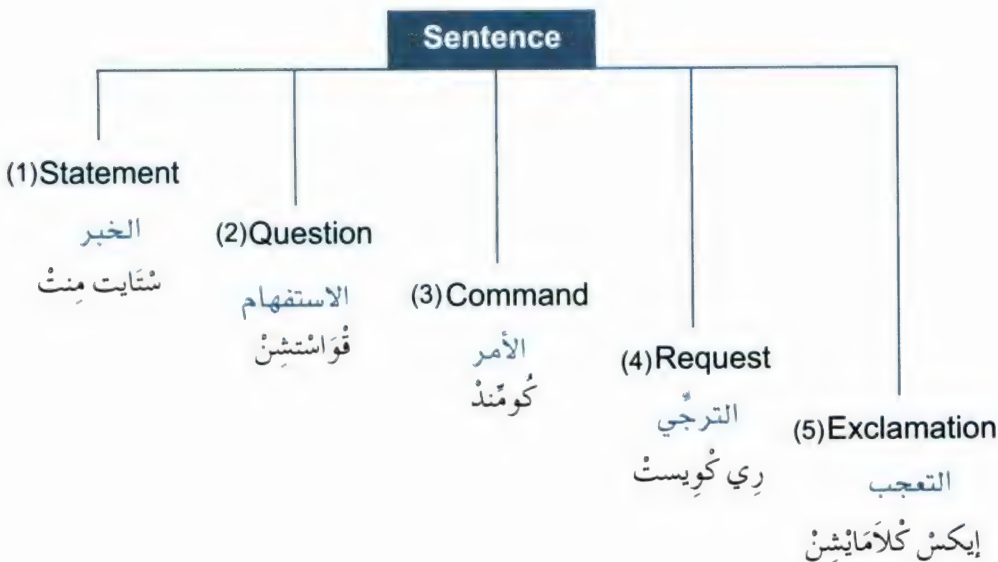 Sentence
(1)Statement
الخبر
سْتَايت مِنتْ
(2)Question
الاستفهام
قْوَاسْتشِنْ
(3)Command
الأمر
كُومَّندْ
(4)Request
الترجِّي
رِي كْوِيستْ
(5)Exclamation
التعجب
إيكسْ كْلاَمَايْشِنْ